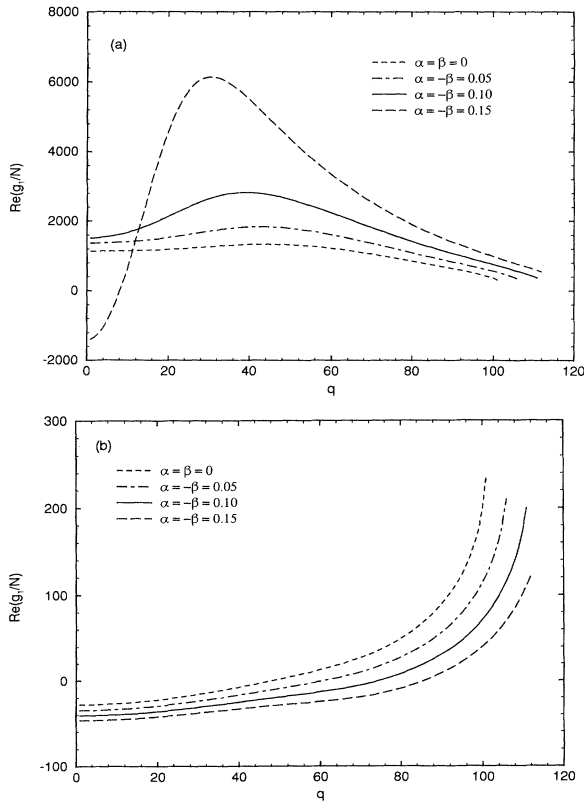 8000
(a)
α = β = 0
α = −β = 0.05
α = −β = 0.10
α = −β = 0.15
6000
4000
2000
0
-2000
Re(g₁/N)
0 20 40 60 80 100 120
q
300
(b)
α = β = 0
α = −β = 0.05
α = −β = 0.10
α = −β = 0.15
200
100
0
-100
Re(g₁/N)
0 20 40 60 80 100 120
q